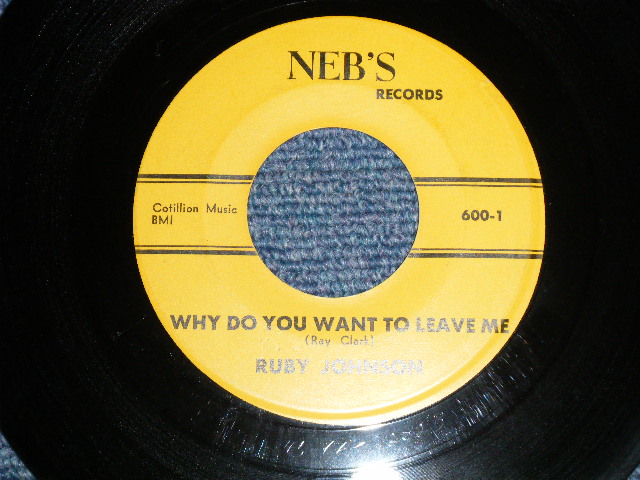 NEB'S
RECORDS
Cotillion Music
BMI
600-1
WHY DO YOU WANT TO LEAVE ME
(Ray Clark)
RUBY JOHNSON